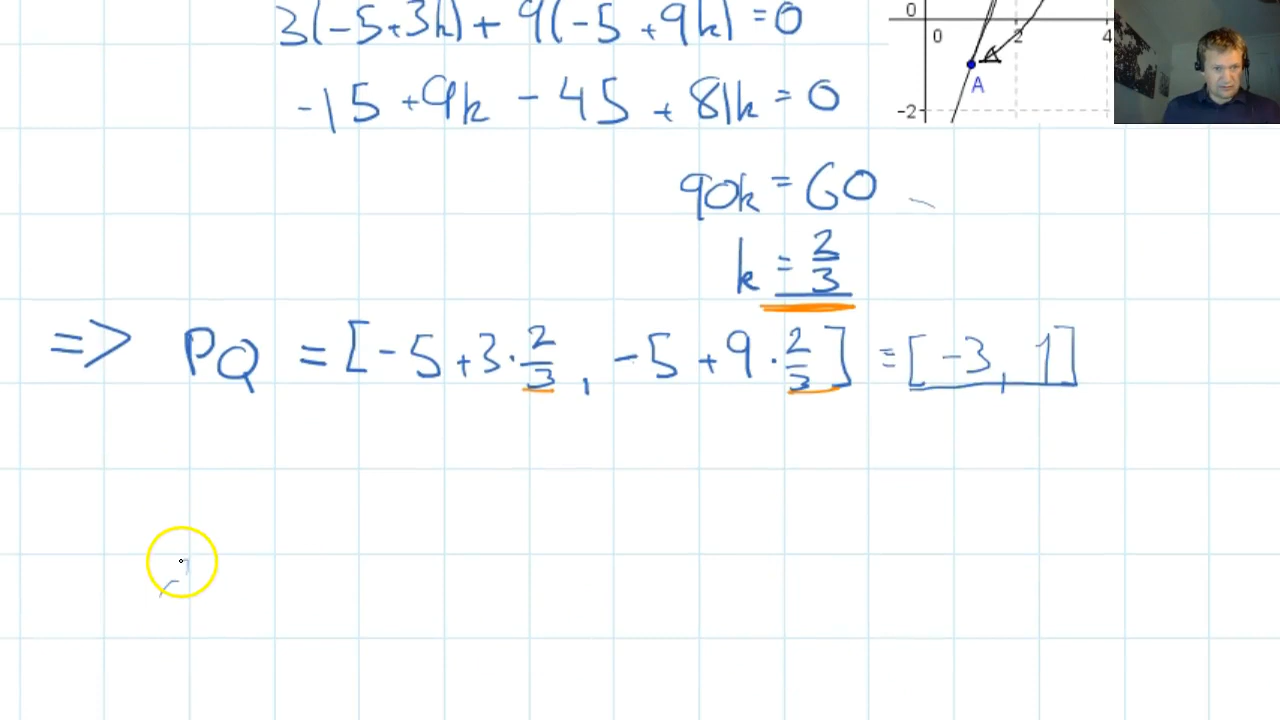 3(-5+3k) + 9(-5 +9k) = 0
-15 +9k - 45 + 81k = 0
90k = 60
k = 2/3
=> PQ = [-5+3·2/3, -5+9·2/3] = [-3, 1]
0
0
2
4
A
-2